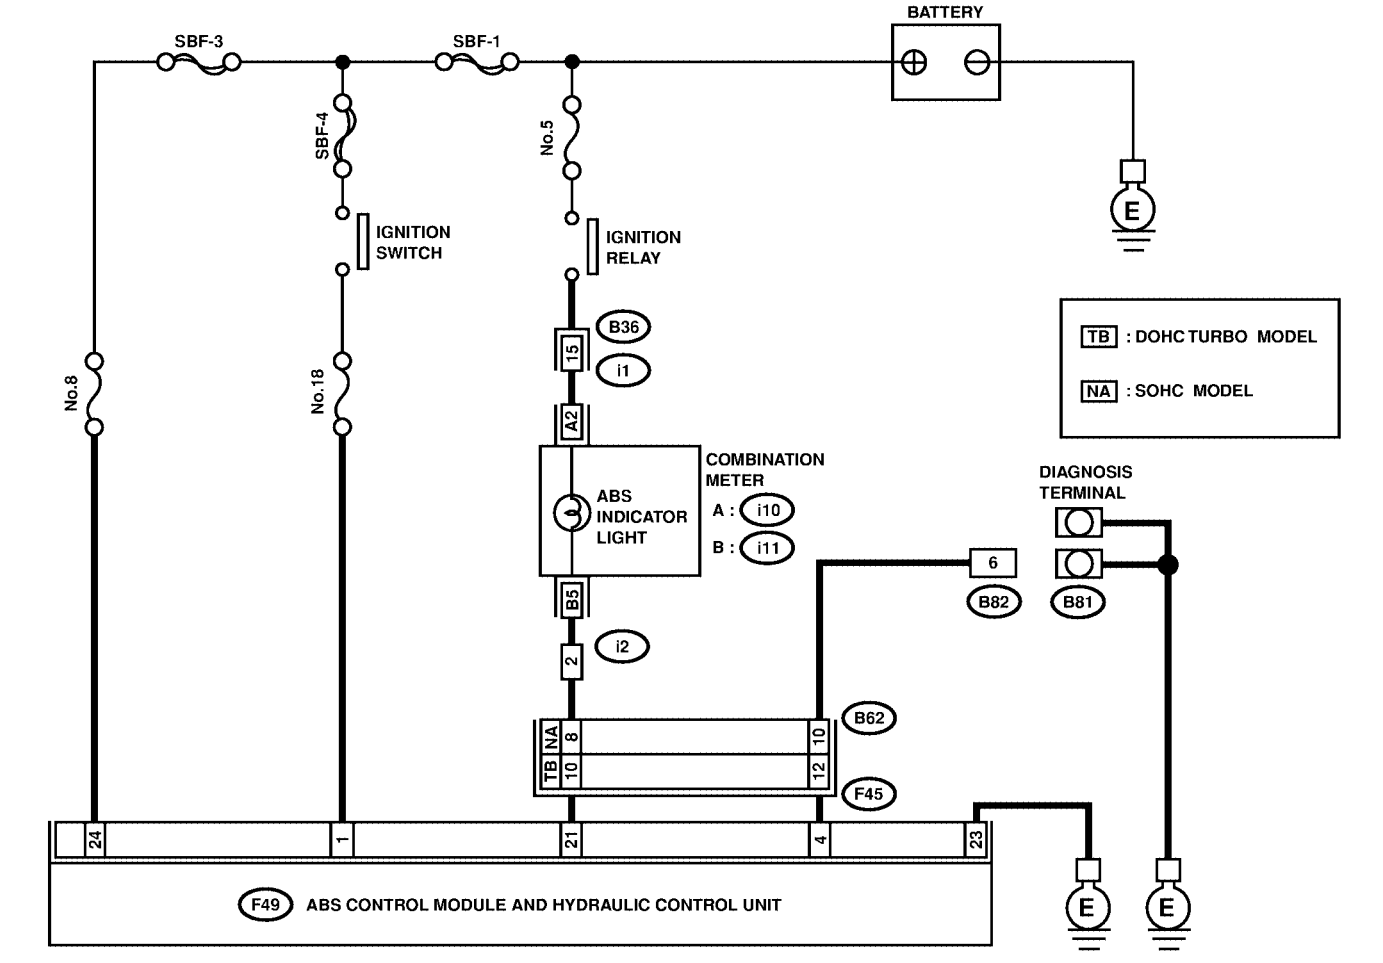 BATTERY
SBF-3
SBF-1
SBF-4
No.5
E
IGNITION
SWITCH
IGNITION
RELAY
B36
15
i1
TB : DOHC TURBO MODEL
NA : SOHC MODEL
No.8
No.18
A2
COMBINATION
METER
A : i10
B : i11
ABS
INDICATOR
LIGHT
DIAGNOSIS
TERMINAL
6
B82
B81
B5
i2
2
B62
NA 8 10
TB 10 12
F45
24 1 21 4 23
F49 ABS CONTROL MODULE AND HYDRAULIC CONTROL UNIT
E E